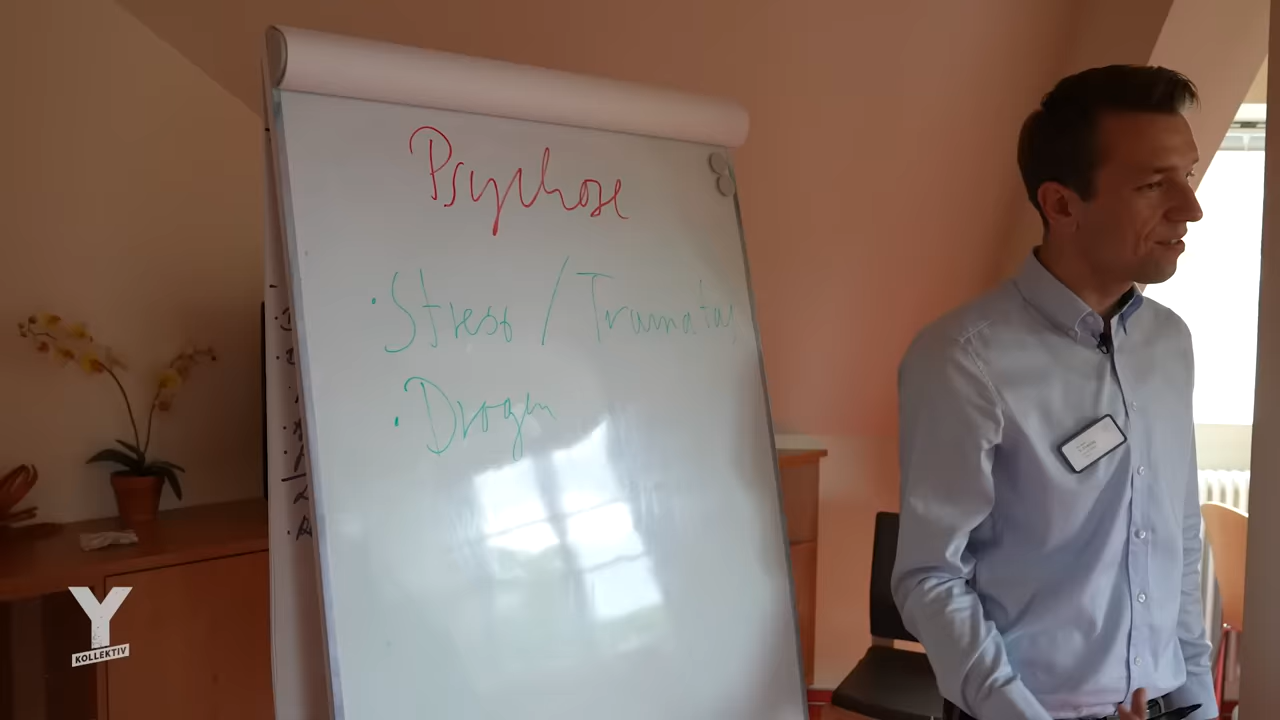 Psychose
· Stress / Traumata
· Drogen
Y
KOLLEKTIV